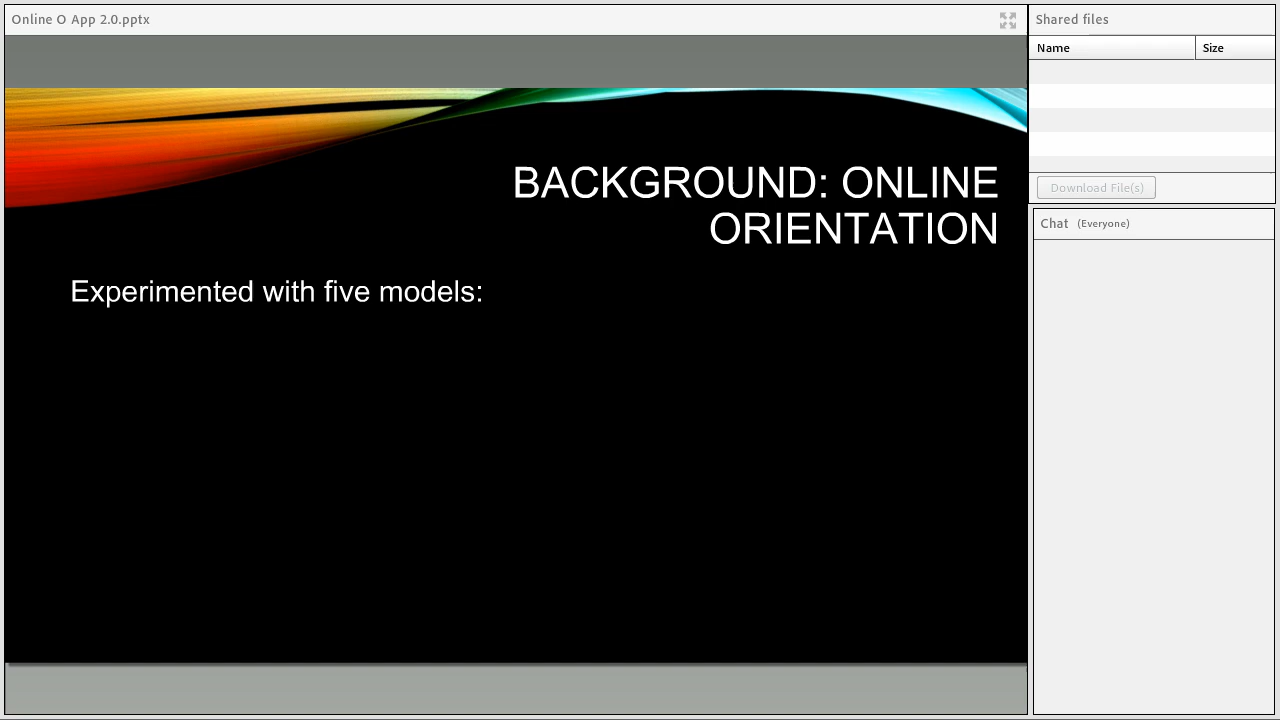 Online O App 2.0.pptx
Shared files
Name Size
Download File(s)
Chat (Everyone)
BACKGROUND: ONLINE
ORIENTATION
Experimented with five models: